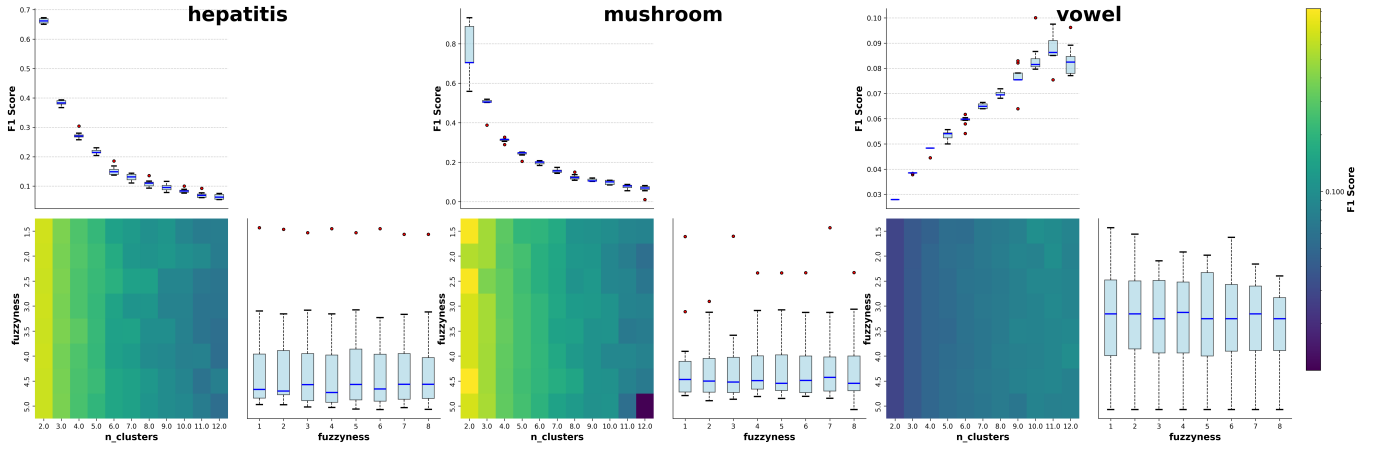 hepatitis
mushroom
vowel
F1 Score
0.7
0.6
0.5
0.4
0.3
0.2
0.1
F1 Score
0.8
0.6
0.4
0.2
0.0
F1 Score
0.10
0.09
0.08
0.07
0.06
0.05
0.04
0.03
fuzzyness
1.5
2.0
2.5
3.0
3.5
4.0
4.5
5.0
2.0 3.0 4.0 5.0 6.0 7.0 8.0 9.0 10.0 11.0 12.0
n_clusters
1 2 3 4 5 6 7 8
fuzzyness
fuzzyness
1.5
2.0
2.5
3.0
3.5
4.0
4.5
5.0
2.0 3.0 4.0 5.0 6.0 7.0 8.0 9.0 10.0 11.0 12.0
n_clusters
1 2 3 4 5 6 7 8
fuzzyness
fuzzyness
1.5
2.0
2.5
3.0
3.5
4.0
4.5
5.0
2.0 3.0 4.0 5.0 6.0 7.0 8.0 9.0 10.0 11.0 12.0
n_clusters
1 2 3 4 5 6 7 8
fuzzyness
0.100
F1 Score